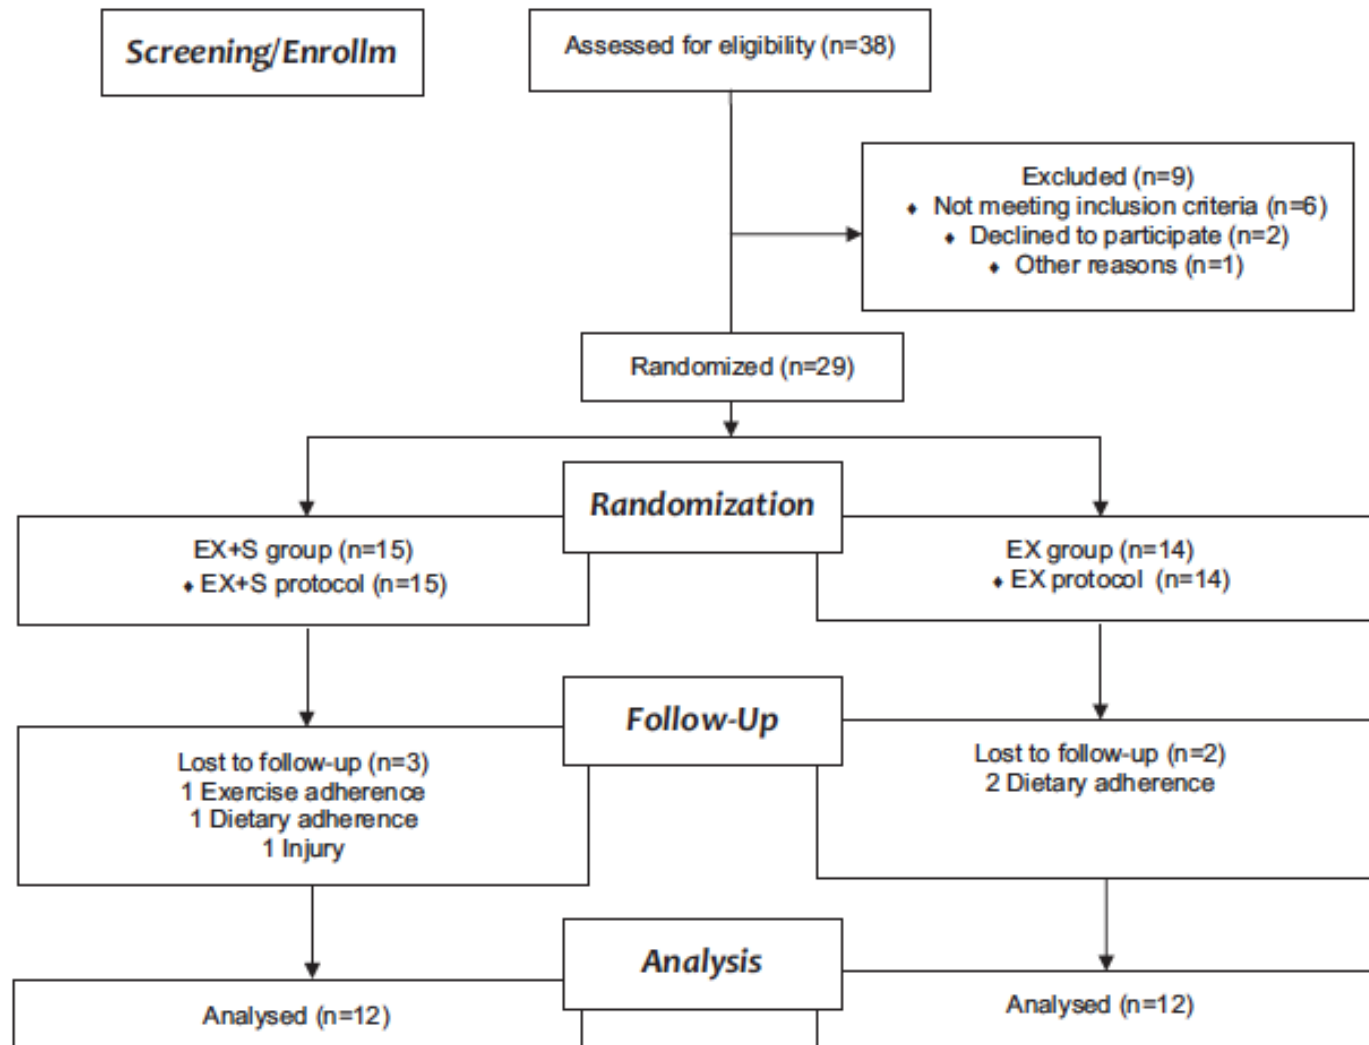 Screening/Enrollm
Assessed for eligibility (n=38)
Excluded (n=9)
♦ Not meeting inclusion criteria (n=6)
♦ Declined to participate (n=2)
♦ Other reasons (n=1)
Randomized (n=29)
Randomization
EX+S group (n=15)
♦ EX+S protocol (n=15)
EX group (n=14)
♦ EX protocol (n=14)
Follow-Up
Lost to follow-up (n=3)
1 Exercise adherence
1 Dietary adherence
1 Injury
Lost to follow-up (n=2)
2 Dietary adherence
Analysis
Analysed (n=12)
Analysed (n=12)